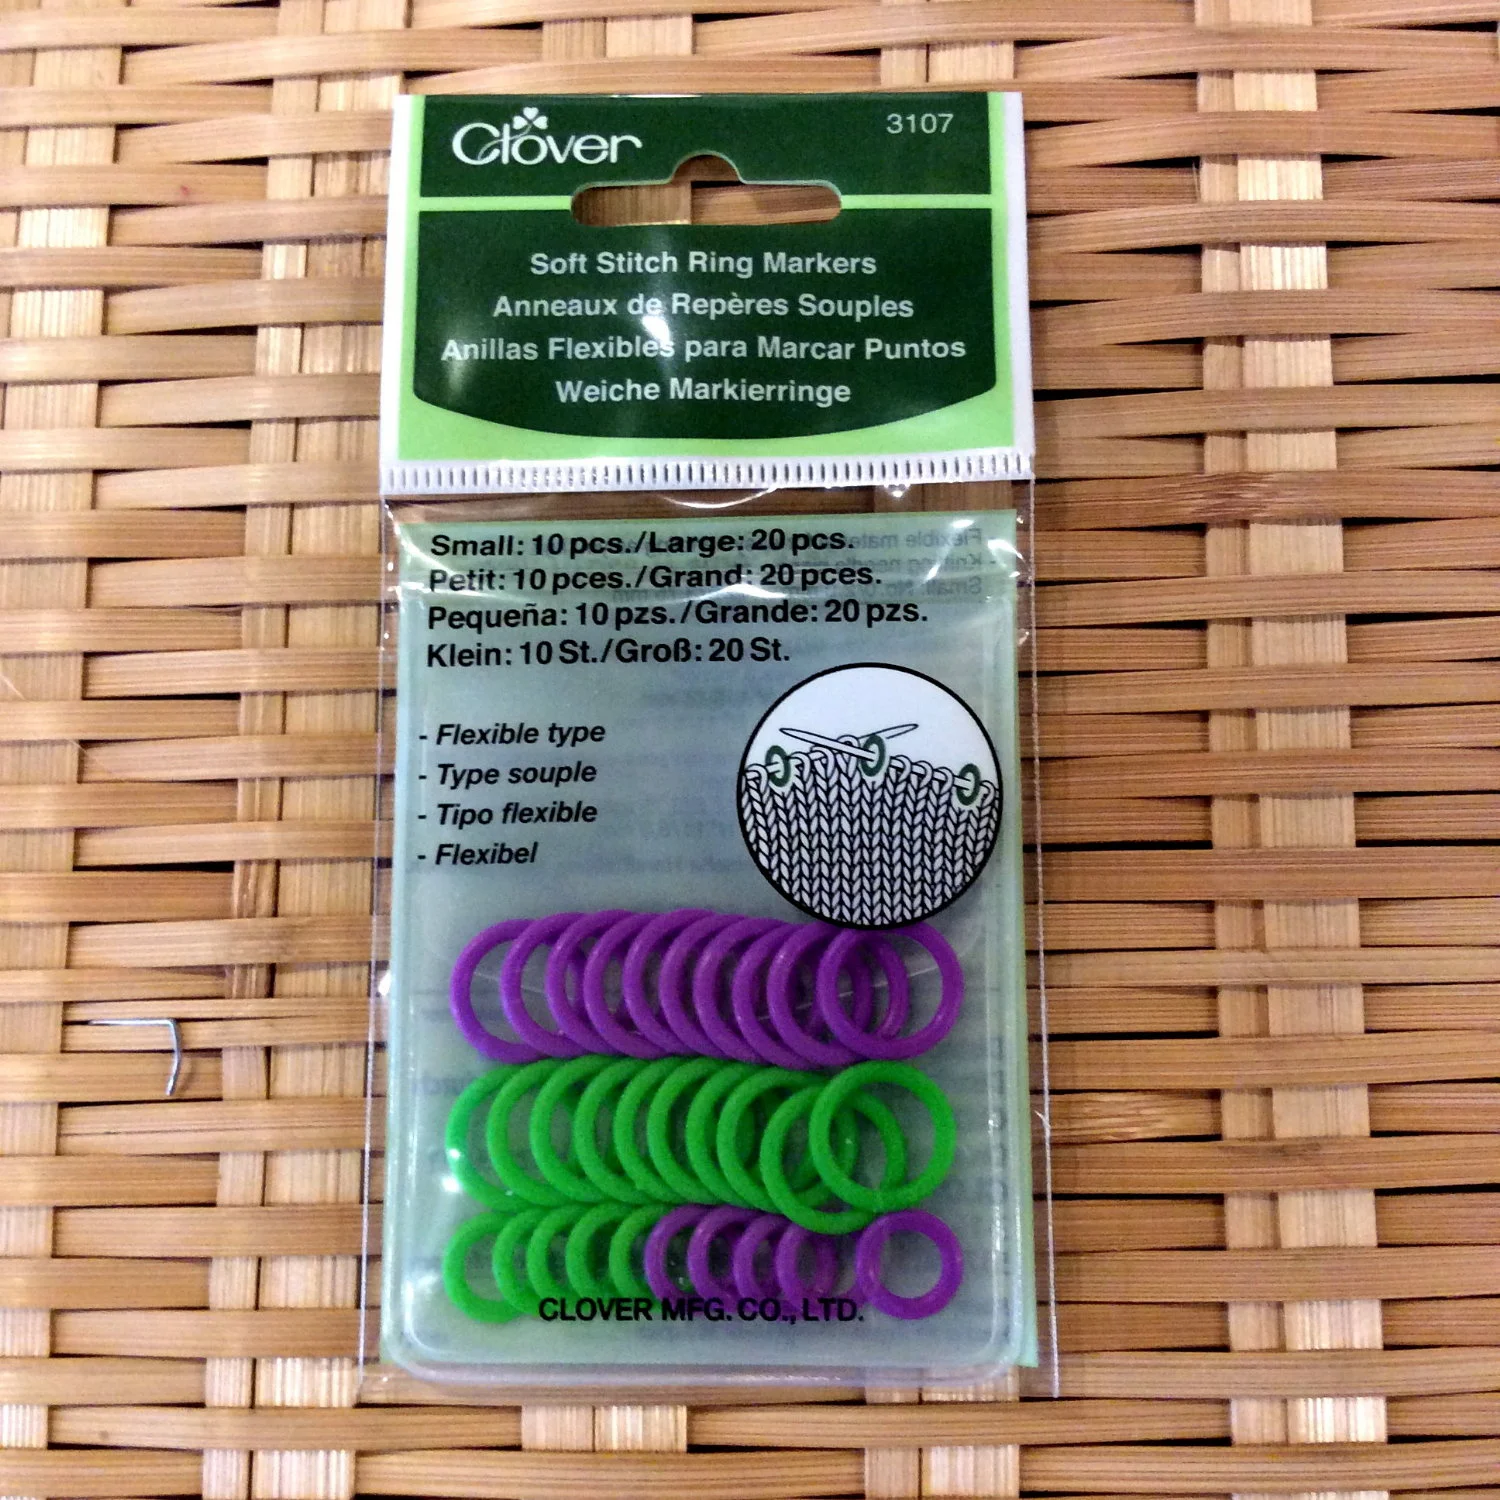 Clover
3107
Soft Stitch Ring Markers
Anneaux de Repères Souples
Anillas Flexibles para Marcar Puntos
Weiche Markierringe
Small: 10 pcs./Large: 20 pcs.
Petit: 10 pces./Grand: 20 pces.
Pequeña: 10 pzs./Grande: 20 pzs.
Klein: 10 St./Groß: 20 St.
- Flexible type
- Type souple
- Tipo flexible
- Flexibel
CLOVER MFG. CO., LTD.